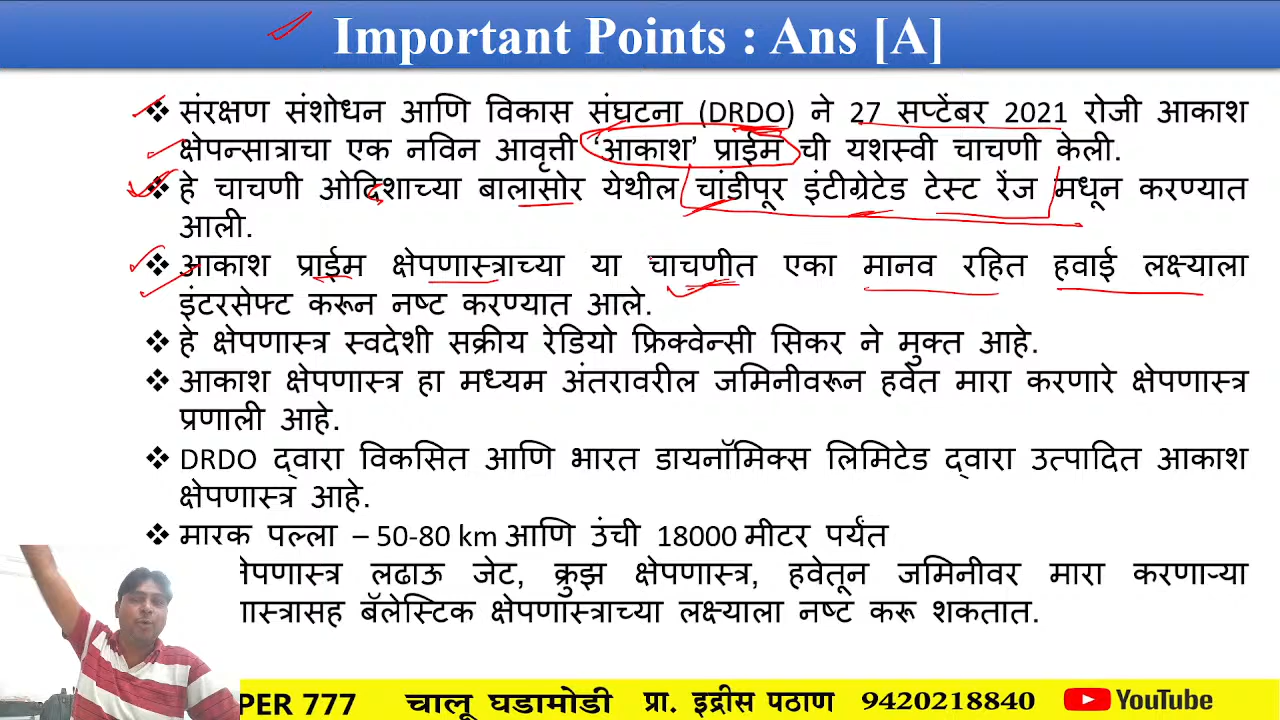 Important Points : Ans [A]
❖ संरक्षण संशोधन आणि विकास संघटना (DRDO) ने 27 सप्टेंबर 2021 रोजी आकाश
क्षेपन्सात्राचा एक नविन आवृती ‘आकाश’ प्राईम ची यशस्वी चाचणी केली.
❖ हे चाचणी ओदिशाच्या बालासोर येथील चांडीपूर इंटीग्रेटेड टेस्ट रेंज मधून करण्यात
आली.
❖ आकाश प्राईम क्षेपणास्त्राच्या या चाचणीत एका मानव रहित हवाई लक्ष्याला
इंटरसेफ्ट करून नष्ट करण्यात आले.
❖ हे क्षेपणास्त्र स्वदेशी सक्रीय रेडियो फ्रिक्वेन्सी सिकर ने मुक्त आहे.
❖ आकाश क्षेपणास्त्र हा मध्यम अंतरावरील जमिनीवरून हवेत मारा करणारे क्षेपणास्त्र
प्रणाली आहे.
❖ DRDO द्वारा विकसित आणि भारत डायनॉमिक्स लिमिटेड द्वारा उत्पादित आकाश
क्षेपणास्त्र आहे.
❖ मारक पल्ला – 50-80 km आणि उंची 18000 मीटर पर्यंत
लढाऊ जेट, क्रुझ क्षेपणास्त्र, हवेतून जमिनीवर मारा करणाऱ्या
बॅलेस्टिक क्षेपणास्त्राच्या लक्ष्याला नष्ट करू शकतात.
PER 777 चालू घडामोडी प्रा. इद्रीस पठाण 9420218840 YouTube